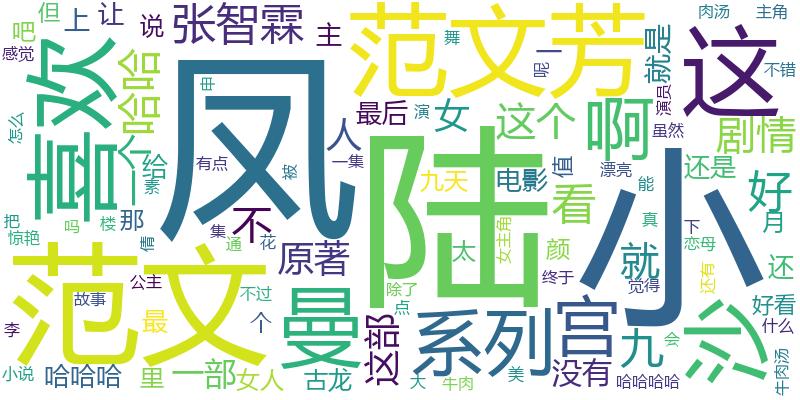 吧 但 上 让 说 张智霖 主 范文芳 舞 呢 一 就是 肉汤 主角
感觉 喜欢 哈哈 凤 申 最后 演 女 这个 啊 演员 这 不错
怎么 一个 给 素 有点 被 人 一集 陆 九天 电影 值 看 虽然 剧情
把 惊艳 吗 楼 那 倩 集 不 通 花 原著 太 女主角 颜 漂亮 小 能 还是 好 月
范文 故事 公主 不过 个 最 曼 除了 点 这部 系列 终于 宫 就 真 觉得 下 恋母 还有 还
李 小说 哈哈哈 里 一部 女人 古龙 大 牛肉 美 没有 九 会 哈哈哈哈 沙 好看 什么 牛肉汤